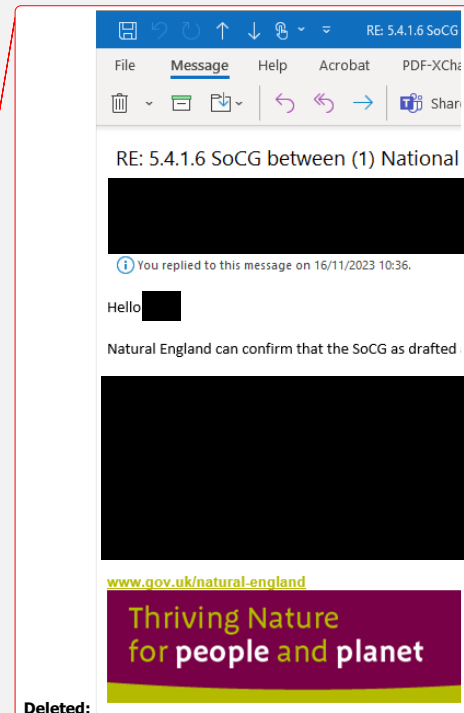 RE: 5.4.1.6 SoCG
File Message Help Acrobat PDF-XCha
Shar
RE: 5.4.1.6 SoCG between (1) National
You replied to this message on 16/11/2023 10:36.
Hello
Natural England can confirm that the SoCG as drafted
www.gov.uk/natural-england
Thriving Nature
for people and planet
Deleted: